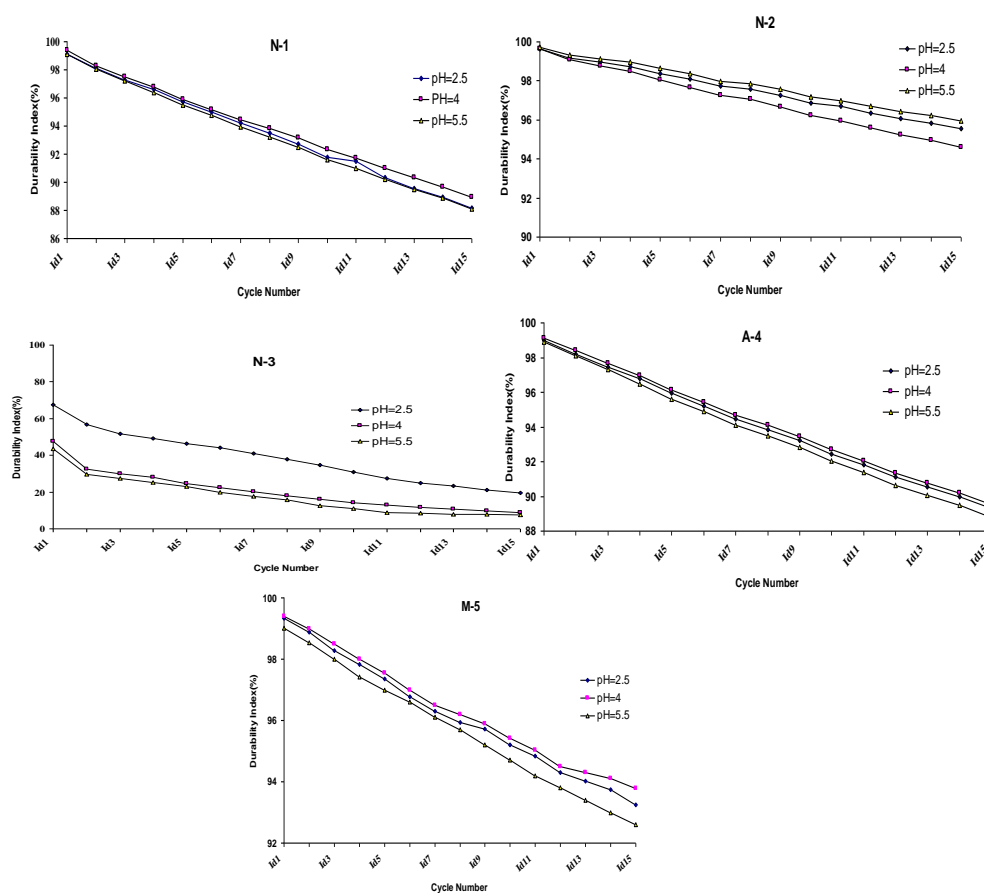 N-1
Durability Index(%)
100
98
96
94
92
90
88
86
pH=2.5
PH=4
pH=5.5
Id1 Id3 Id5 Id7 Id9 Id11 Id13 Id15
Cycle Number
N-2
Durability Index(%)
100
98
96
94
92
90
pH=2.5
pH=4
pH=5.5
Id1 Id3 Id5 Id7 Id9 Id11 Id13 Id15
Cycle Number
N-3
Durability Index(%)
100
80
60
40
20
0
pH=2.5
pH=4
pH=5.5
Id1 Id3 Id5 Id7 Id9 Id11 Id13 Id15
Cycle Number
A-4
Durability Index(%)
100
98
96
94
92
90
88
pH=2.5
pH=4
pH=5.5
Id1 Id3 Id5 Id7 Id9 Id11 Id13 Id15
Cycle Number
M-5
Durability Index(%)
100
98
96
94
92
pH=2.5
pH=4
pH=5.5
Id1 Id3 Id5 Id7 Id9 Id11 Id13 Id15
Cycle Number